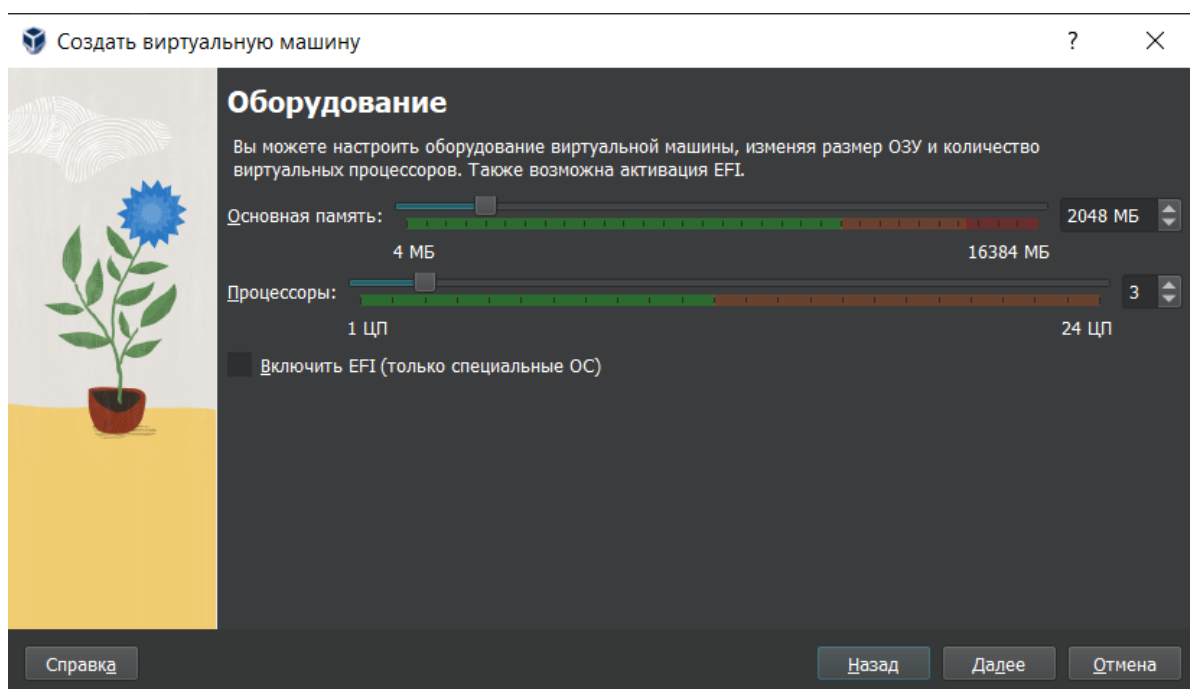 Создать виртуальную машину
?
Оборудование
Вы можете настроить оборудование виртуальной машины, изменяя размер ОЗУ и количество
виртуальных процессоров. Также возможна активация EFI.
Основная память:
2048 МБ
4 МБ
16384 МБ
Процессоры:
3
1 ЦП
24 ЦП
Включить EFI (только специальные ОС)
Справка
Назад
Далее
Отмена